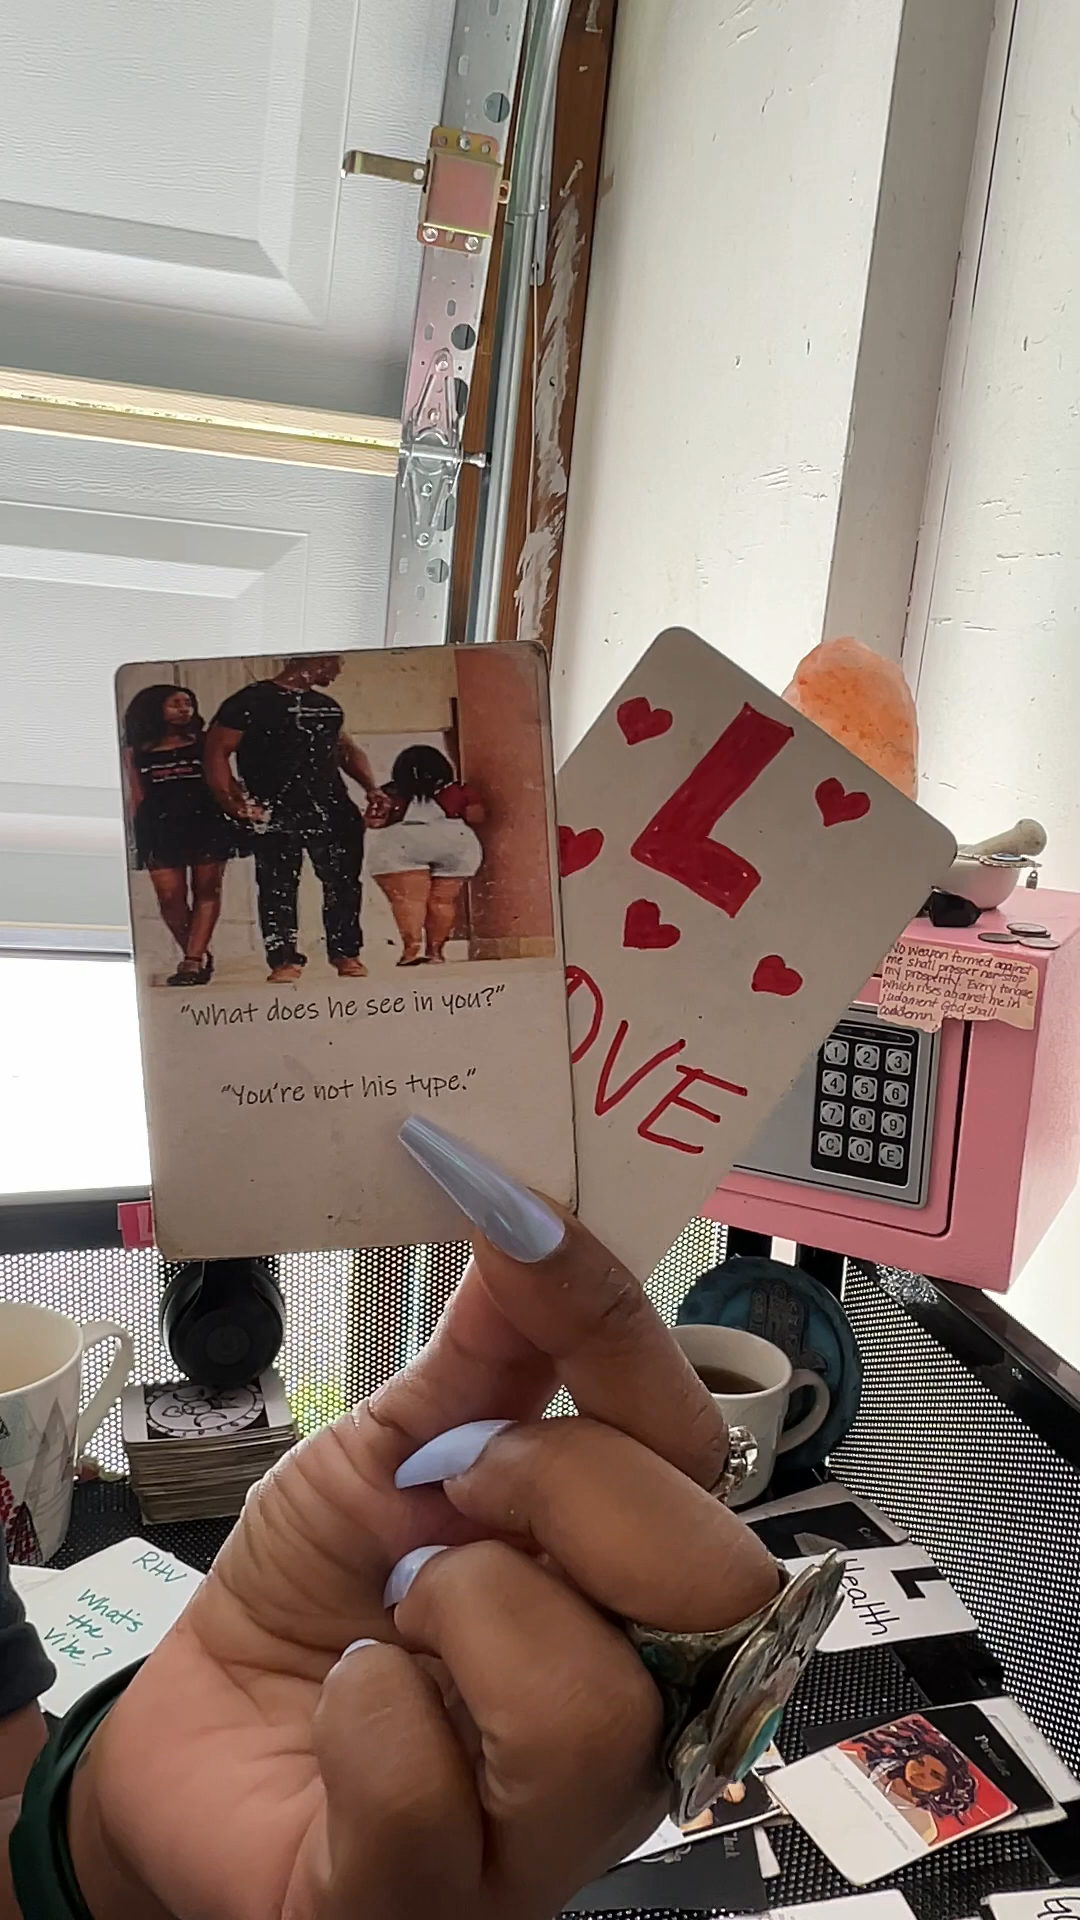 "What does he see in you?"
"You're not his type."
L
OVE
No Weapon formed against
me shall prosper nor stop
my prosperity. Every tongue
which rises against me in
judgment God shall
condemn.
1 2 3
4 5 6
7 8 9
C 0 E
RHV
What's
the
Vibe?
L
Health